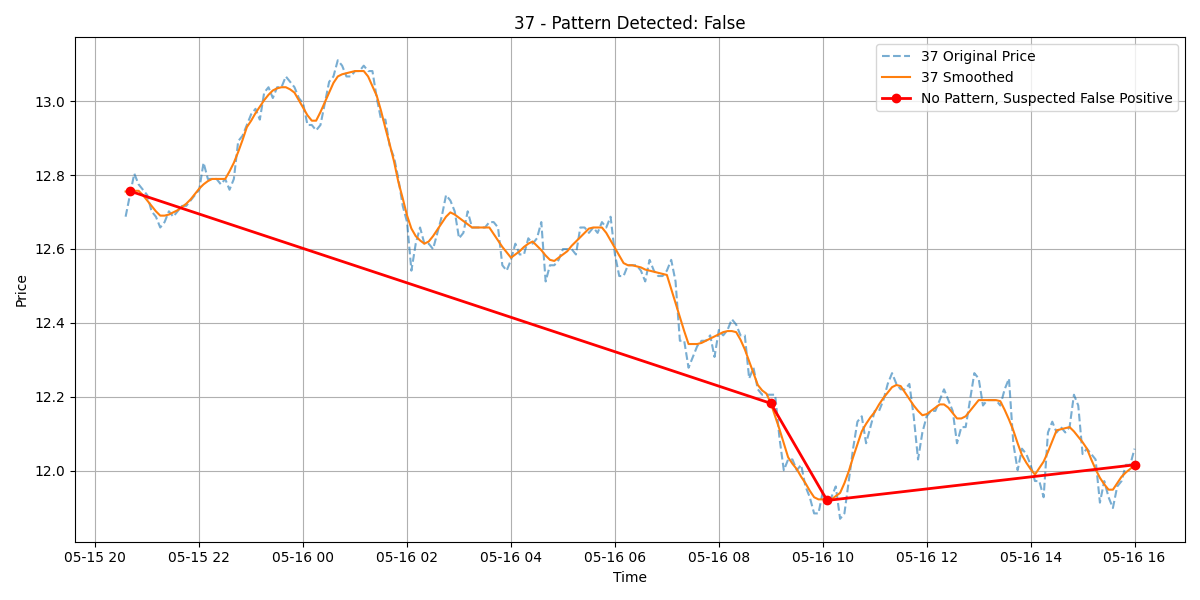 37 - Pattern Detected: False
37 Original Price
37 Smoothed
No Pattern, Suspected False Positive
Price
13.0
12.8
12.6
12.4
12.2
12.0
05-15 20 05-15 22 05-16 00 05-16 02 05-16 04 05-16 06 05-16 08 05-16 10 05-16 12 05-16 14 05-16 16
Time